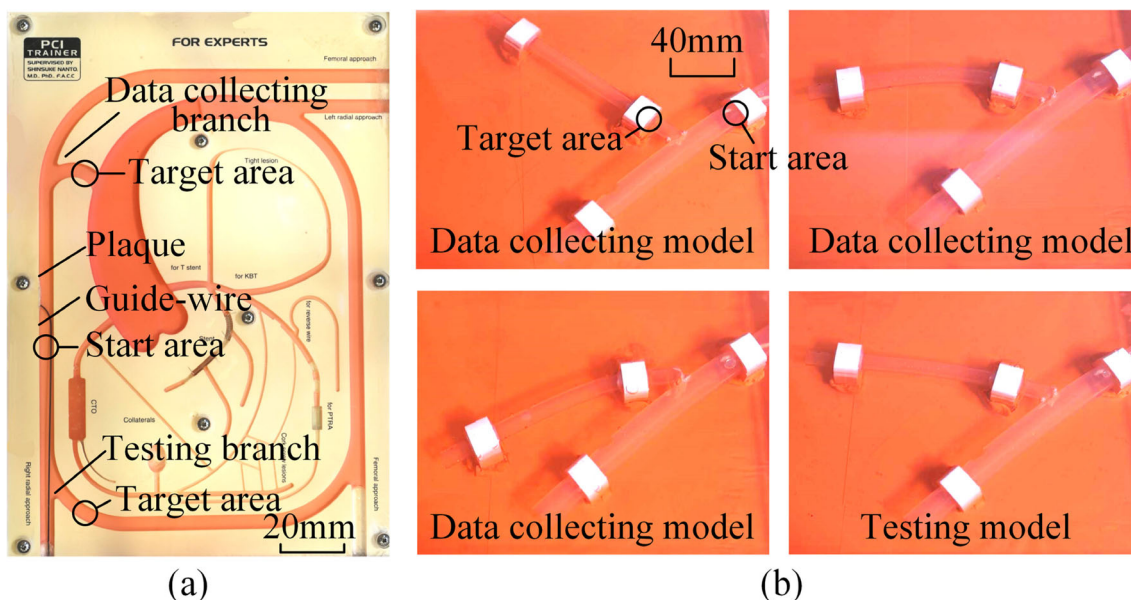 PCI
TRAINER
SUPERVISED BY
SHINSUKE NANTO,
M.D. PhD. F.A.C.C
FOR EXPERTS
Femoral approach
Data collecting
branch
Left radial approach
Tight lesion
Target area
Plaque
for T stent
for KBT
Guide-wire
for reverse wire
Start area
Stent
CTO
Collaterals
for PTRA
Testing branch
Right radial approach
Femoral approach
Target area
20mm
(a)
40mm
Target area
Start area
Data collecting model
Data collecting model
Data collecting model
Testing model
(b)